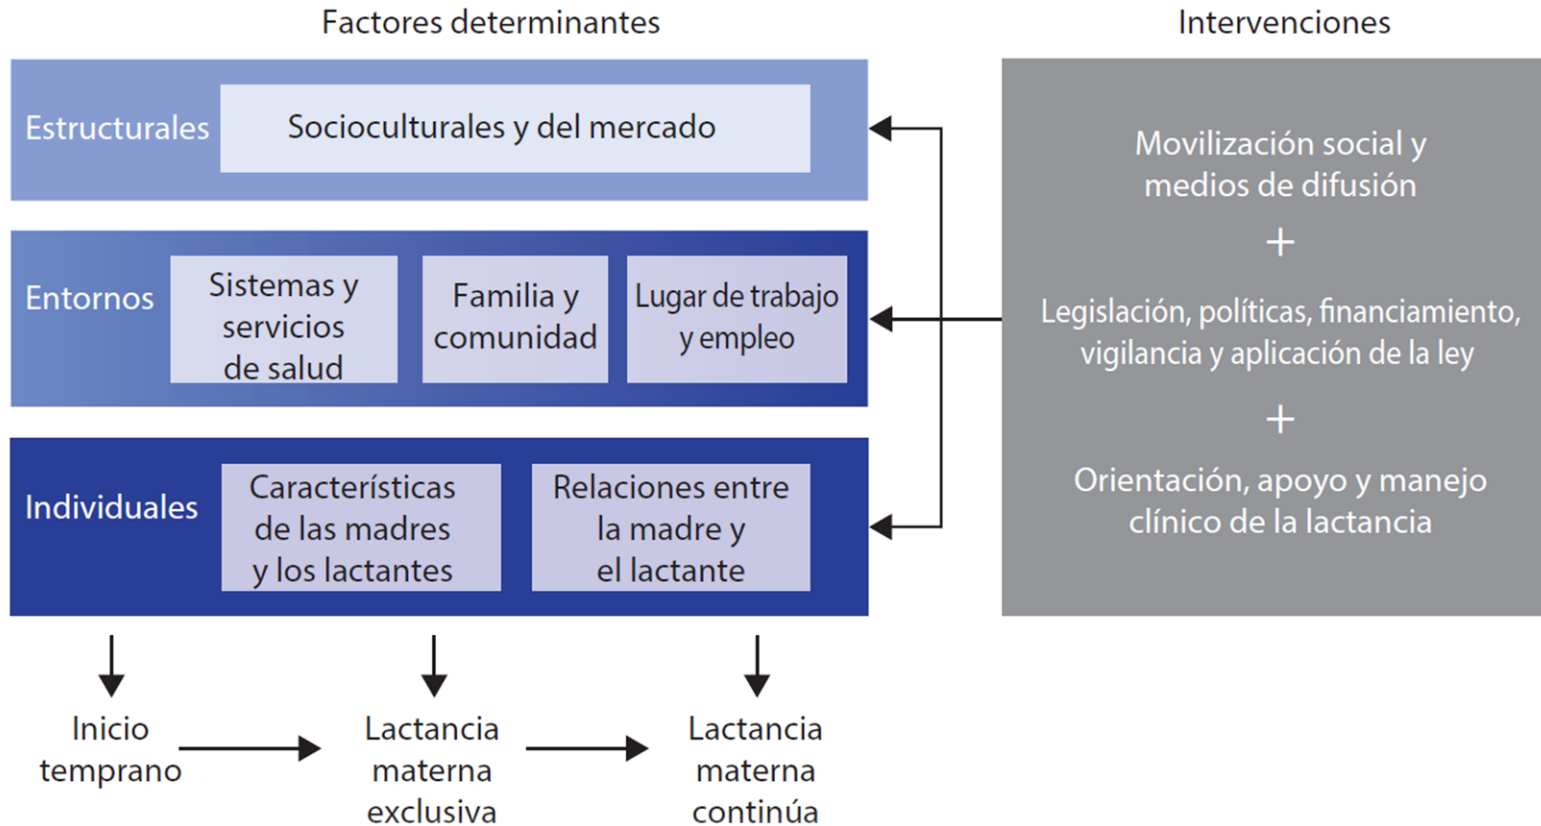 Factores determinantes
Intervenciones
Estructurales
Socioculturales y del mercado
Entornos
Sistemas y
servicios
de salud
Familia y
comunidad
Lugar de trabajo
y empleo
Individuales
Características
de las madres
y los lactantes
Relaciones entre
la madre y
el lactante
Movilización social y
medios de difusión
+
Legislación, políticas, financiamiento,
vigilancia y aplicación de la ley
+
Orientación, apoyo y manejo
clínico de la lactancia
Inicio
temprano
Lactancia
materna
exclusiva
Lactancia
materna
continúa